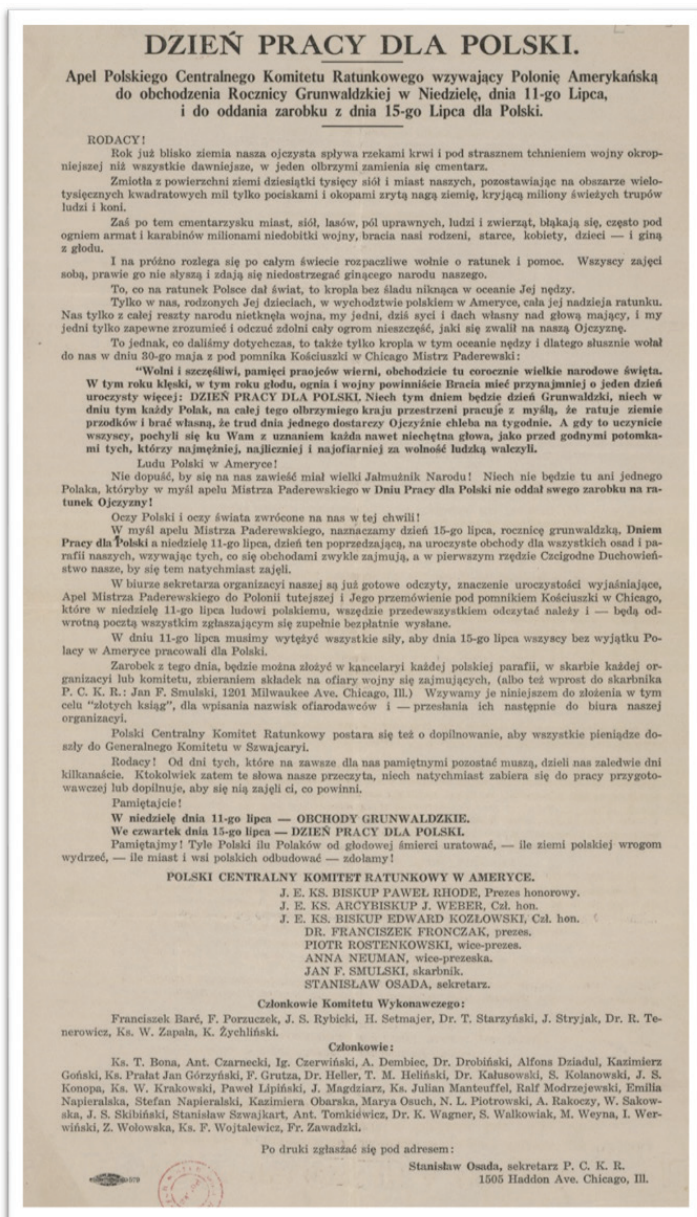 DZIEŃ PRACY DLA POLSKI.
Apel Polskiego Centralnego Komitetu Ratunkowego wzywający Polonię Amerykańską
do obchodzenia Rocznicy Grunwaldzkiej w Niedzielę, dnia 11-go Lipca,
i do oddania zarobku z dnia 15-go Lipca dla Polski.
RODACY!
Rok już blisko ziemia nasza ojczysta spływa rzekami krwi i pod strasznem tchnieniem wojny okrop-
niejszej niż wszystkie dawniejsze, w jeden olbrzymi zamienia się cmentarz.
Zmiotła z powierzchni ziemi dziesiątki tysięcy siół i miast naszych, pozostawiając na obszarze wielo-
tysięcznych kwadratowych mil tylko pociskami i okopami zrytą nagą ziemię, kryjącą miliony świeżych trupów
ludzi i koni.
Zaś po tem cmentarzysku miast, siół, lasów, pól uprawnych, ludzi i zwierząt, błąkają się, często pod
ogniem armat i karabinów milionami niedobitki wojny, bracia nasi rodzeni, starce, kobiety, dzieci — i giną
z głodu.
I na próżno rozlega się po całym świecie rozpaczliwe wołnie o ratunek i pomoc. Wszyscy zajęci
sobą, prawie go nie słyszą i zdają się niedostrzegać ginącego narodu naszego.
To, co na ratunek Polsce dał świat, to kropla bez śladu niknąca w oceanie Jej nędzy.
Tylko w nas, rodzonych Jej dzieciach, w wychodztwie polskiem w Ameryce, cała jej nadzieja ratunku.
Nas tylko z całej reszty narodu nietknęła wojna, my jedni, dziś syci i dach własny nad głową mający, i my
jedni tylko zapewne zrozumieć i odczuć zdolni cały ogrom nieszczęść, jaki się zwalił na naszą Ojczyznę.
To jednak, co daliśmy dotychczas, to także tylko kropla w tym oceanie nędzy i dlatego słusznie wołał
do nas w dniu 30-go maja z pod pomnika Kościuszki w Chicago Mistrz Paderewski:
"Wolni i szczęśliwi, pamięci praojców wierni, obchodzicie tu corocznie wielkie narodowe święta.
W tym roku klęski, w tym roku głodu, ognia i wojny powinniście Bracia mieć przynajmniej o jeden dzień
uroczysty więcej: DZIEŃ PRACY DLA POLSKI. Niech tym dniem będzie dzień Grunwaldzki, niech w
dniu tym każdy Polak, na całej tego olbrzymiego kraju przestrzeni pracuje z myślą, że ratuje ziemie
przodków i brać własną, że trud dnia jednego dostarczy Ojczyźnie chleba na tygodnie. A gdy to uczynicie
wszyscy, pochyli się ku Wam z uznaniem każda nawet niechętna głowa, jako przed godnymi potomka-
mi tych, którzy najmężniej, najliczniej i najofiarniej za wolność ludzką walczyli.
Ludu Polski w Ameryce!
Nie dopuść, by się na nas zawieść miał wielki Jałmużnik Narodu! Niech nie będzie tu ani jednego
Polaka, któryby w myśl apelu Mistrza Paderewskiego w Dniu Pracy dla Polski nie oddał swego zarobku na ra-
tunek Ojczyzny!
Oczy Polski i oczy świata zwrócone na nas w tej chwili!
W myśl apelu Mistrza Paderewskiego, naznaczamy dzień 15-go lipca, rocznicę grunwaldzką, Dniem
Pracy dla Polski a niedzielę 11-go lipca, dzień ten poprzedzającą, na uroczyste obchody dla wszystkich osad i pa-
rafii naszych, wzywając tych, co się obchodami zwykle zajmują, a w pierwszym rzędzie Czcigodne Duchowień-
stwo nasze, by się tem natychmiast zajęli.
W biurze sekretarza organizacyi naszej są już gotowe odczyty, znaczenie uroczystości wyjaśniające,
Apel Mistrza Paderewskiego do Polonii tutejszej i Jego przemówienie pod pomnikiem Kościuszki w Chicago,
które w niedzielę 11-go lipca ludowi polskiemu, wszędzie przedewszystkiem odczytać należy i — będą od-
wrotną pocztą wszystkim zgłaszającym się zupełnie bezpłatnie wysłane.
W dniu 11-go lipca musimy wytężyć wszystkie siły, aby dnia 15-go lipca wszyscy bez wyjątku Po-
lacy w Ameryce pracowali dla Polski.
Zarobek z tego dnia, będzie można złożyć w kancelaryi każdej polskiej parafii, w skarbie każdej or-
ganizacyi lub komitetu, zbieraniem składek na ofiary wojny się zajmujących, (albo też wprost do skarbnika
P. C. K. R.: Jan F. Smulski, 1201 Milwaukee Ave. Chicago, Ill.) Wzywamy je niniejszem do złożenia w tym
celu "złotych ksiąg", dla wpisania nazwisk ofiarodawców i — przesłania ich następnie do biura naszej
organizacyi.
Polski Centralny Komitet Ratunkowy postara się też o dopilnowanie, aby wszystkie pieniądze do-
szły do Generalnego Komitetu w Szwajcaryi.
Rodacy! Od dni tych, które na zawsze dla nas pamiętnymi pozostać muszą, dzieli nas zaledwie dni
kilkanaście. Ktokolwiek zatem te słowa nasze przeczyta, niech natychmiast zabiera się do pracy przygoto-
wawczej lub dopilnuje, aby się nią zajęli ci, co powinni.
Pamiętajcie!
W niedzielę dnia 11-go lipca — OBCHODY GRUNWALDZKIE.
We czwartek dnia 15-go lipca — DZIEŃ PRACY DLA POLSKI.
Pamiętajmy! Tyle Polski ilu Polaków od głodowej śmierci uratować, — ile ziemi polskiej wrogom
wydrzeć, — ile miast i wsi polskich odbudować — zdołamy!
POLSKI CENTRALNY KOMITET RATUNKOWY W AMERYCE.
J. E. KS. BISKUP PAWEŁ RHODE, Prezes honorowy.
J. E. KS. ARCYBISKUP J. WEBER, Czł. hon.
J. E. KS. BISKUP EDWARD KOZŁOWSKI, Czł. hon.
DR. FRANCISZEK FRONCZAK, prezes.
PIOTR ROSTENKOWSKI, wice-prezes.
ANNA NEUMAN, wice-prezeska.
JAN F. SMULSKI, skarbnik.
STANISŁAW OSADA, sekretarz.
Członkowie Komitetu Wykonawczego:
Franciszek Barć, F. Porzuczek, J. S. Rybicki, H. Setmajer, Dr. T. Starzyński, J. Stryjak, Dr. R. Te-
nerowicz, Ks. W. Zapała, K. Żychliński.
Członkowie:
Ks. T. Bona, Ant. Czarnecki, Ig. Czerwiński, A. Dembiec, Dr. Drobiński, Alfons Dziadul, Kazimierz
Goński, Ks. Prałat Jan Górzyński, F. Grutza, Dr. Heller, T. M. Heliński, Dr. Kałusowski, S. Kolanowski, J. S.
Konopa, Ks. W. Krakowski, Paweł Lipiński, J. Magdziarz, Ks. Julian Manteuffel, Ralf Modrzejewski, Emilia
Napieralska, Stefan Napieralski, Kazimiera Obarska, Marya Osuch, N. L. Piotrowski, A. Rakoczy, W. Sakow-
ska, J. S. Skibiński, Stanisław Szwajkart, Ant. Tomkiewicz, Dr. K. Wagner, S. Walkowiak, M. Weyna, I. Wer-
wiński, Z. Wolowska, Ks. F. Wojtalewicz, Fr. Zawadzki.
Po druki zgłaszać się pod adresem:
Stanisław Osada, sekretarz P. C. K. R.
1505 Haddon Ave. Chicago, Ill.